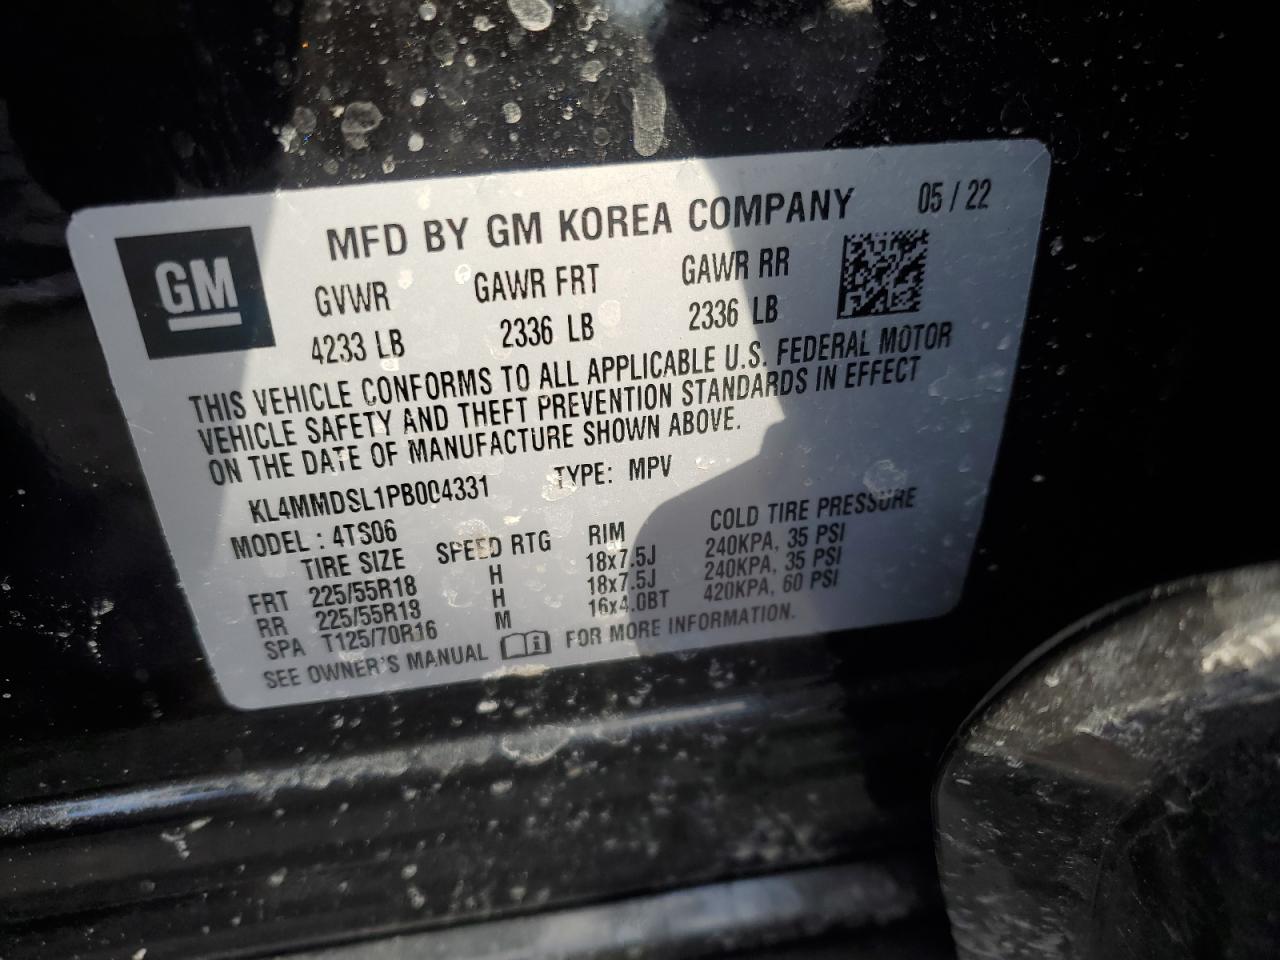 GM
MFD BY GM KOREA COMPANY 05 / 22
GVWR GAWR FRT GAWR RR
4233 LB 2336 LB 2336 LB
THIS VEHICLE CONFORMS TO ALL APPLICABLE U.S. FEDERAL MOTOR
VEHICLE SAFETY AND THEFT PREVENTION STANDARDS IN EFFECT
ON THE DATE OF MANUFACTURE SHOWN ABOVE.
KL4MMDSL1PB004331 TYPE: MPV
MODEL : 4TS06
TIRE SIZE SPEED RTG RIM COLD TIRE PRESSURE
FRT 225/55R18 H 18x7.5J 240KPA, 35 PSI
RR 225/55R18 H 18x7.5J 240KPA, 35 PSI
SPA T125/70R16 M 16x4.0BT 420KPA, 60 PSI
SEE OWNER'S MANUAL FOR MORE INFORMATION.